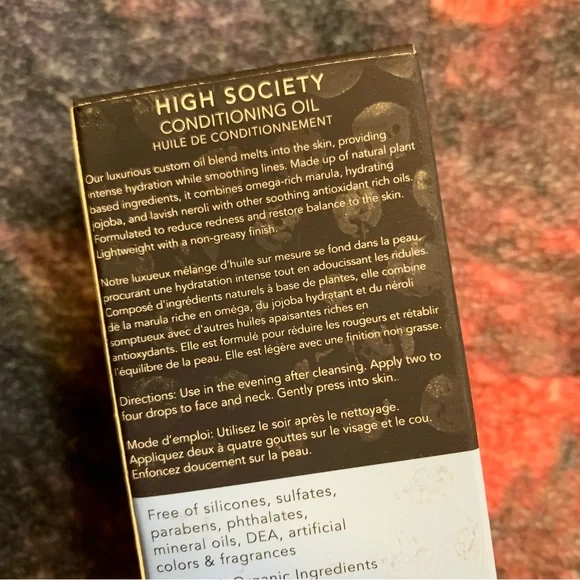 HIGH SOCIETY
CONDITIONING OIL
HUILE DE CONDITIONNEMENT
Our luxurious custom oil blend melts into the skin, providing
intense hydration while smoothing lines. Made up of natural plant
based ingredients, it combines omega-rich marula, hydrating
jojoba, and lavish neroli with other soothing antioxidant rich oils.
Formulated to reduce redness and restore balance to the skin.
Lightweight with a non-greasy finish.
Notre luxueux mélange d'huile sur mesure se fond dans la peau,
procurant une hydratation intense tout en adoucissant les ridules.
Composé d'ingrédients naturels à base de plantes, elle combine
de la marula riche en oméga, du jojoba hydratant et du néroli
somptueux avec d'autres huiles apaisantes riches en
antioxydants. Elle est formulé pour réduire les rougeurs et rétablir
l'équilibre de la peau. Elle est légère avec une finition non grasse.
Directions: Use in the evening after cleansing. Apply two to
four drops to face and neck. Gently press into skin.
Mode d'emploi: Utilisez le soir après le nettoyage.
Appliquez deux à quatre gouttes sur le visage et le cou.
Enfoncez doucement sur la peau.
Free of silicones, sulfates,
parabens, phthalates,
mineral oils, DEA, artificial
colors & fragrances
Organic Ingredients